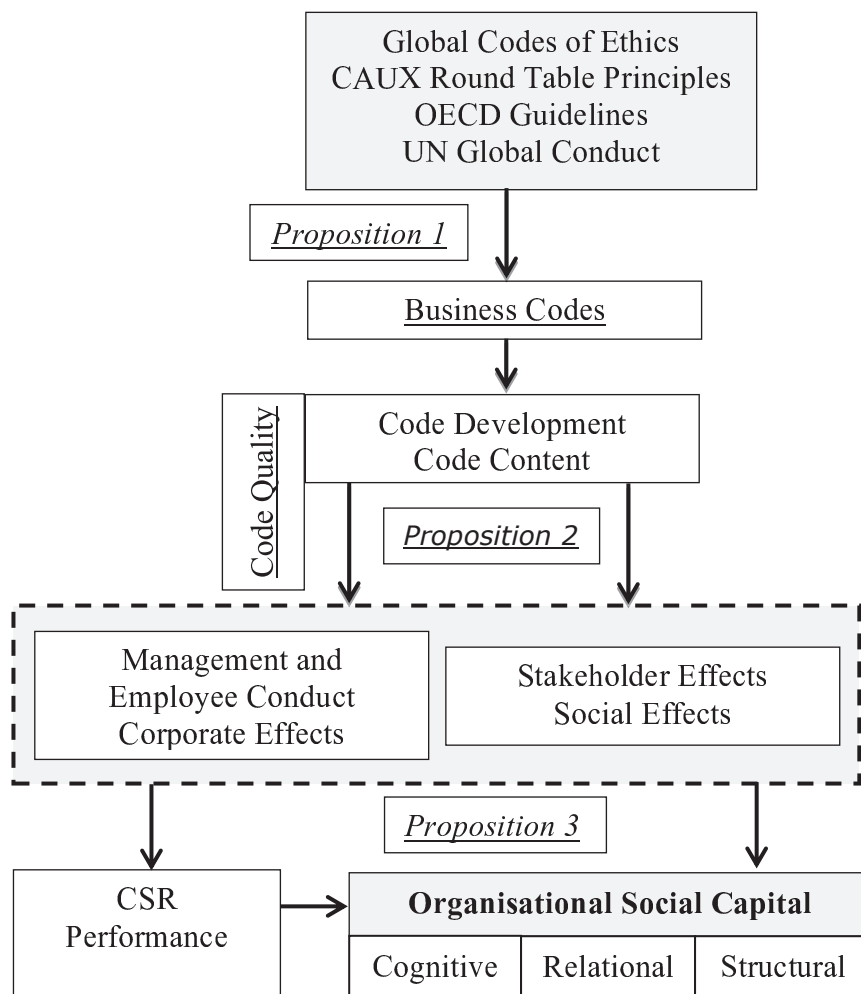 Global Codes of Ethics
CAUX Round Table Principles
OECD Guidelines
UN Global Conduct
Proposition 1
Business Codes
Code Quality
Code Development
Code Content
Proposition 2
Management and
Employee Conduct
Corporate Effects
Stakeholder Effects
Social Effects
Proposition 3
CSR
Performance
Organisational Social Capital
Cognitive
Relational
Structural